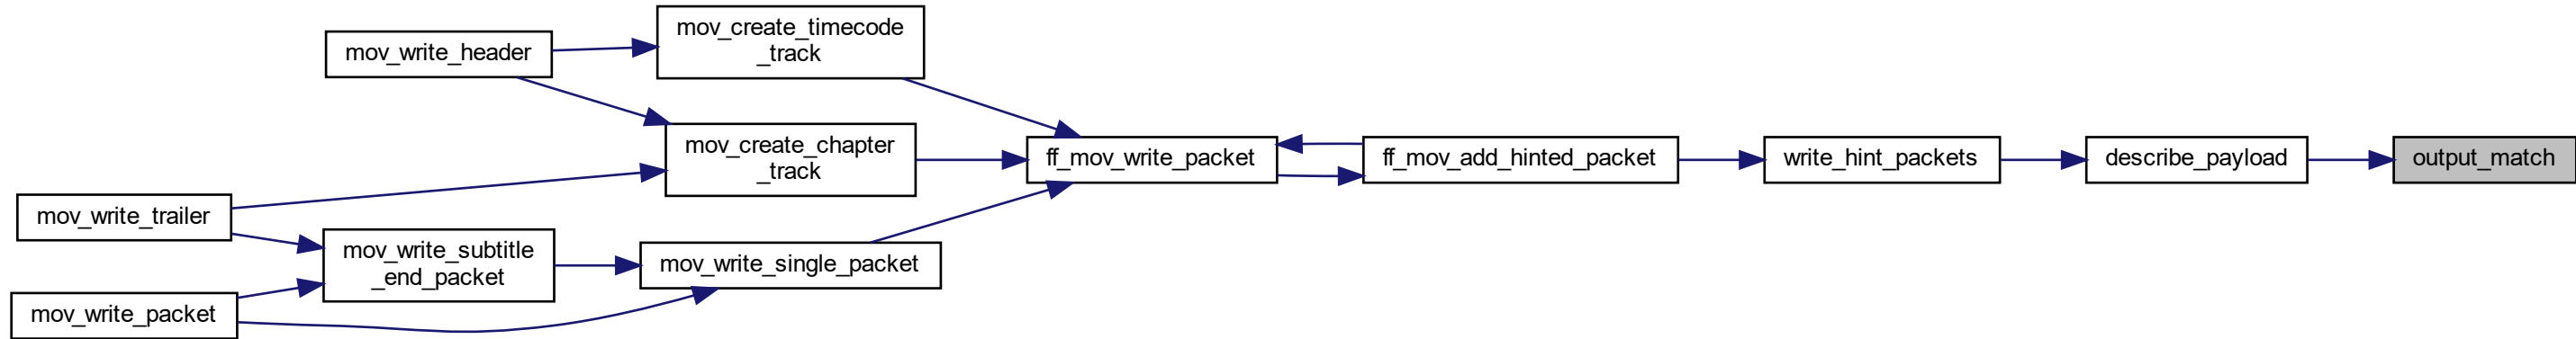 mov_create_timecode
_track
mov_write_header
mov_create_chapter
_track
ff_mov_write_packet
ff_mov_add_hinted_packet
write_hint_packets
describe_payload
output_match
mov_write_trailer
mov_write_subtitle
_end_packet
mov_write_single_packet
mov_write_packet